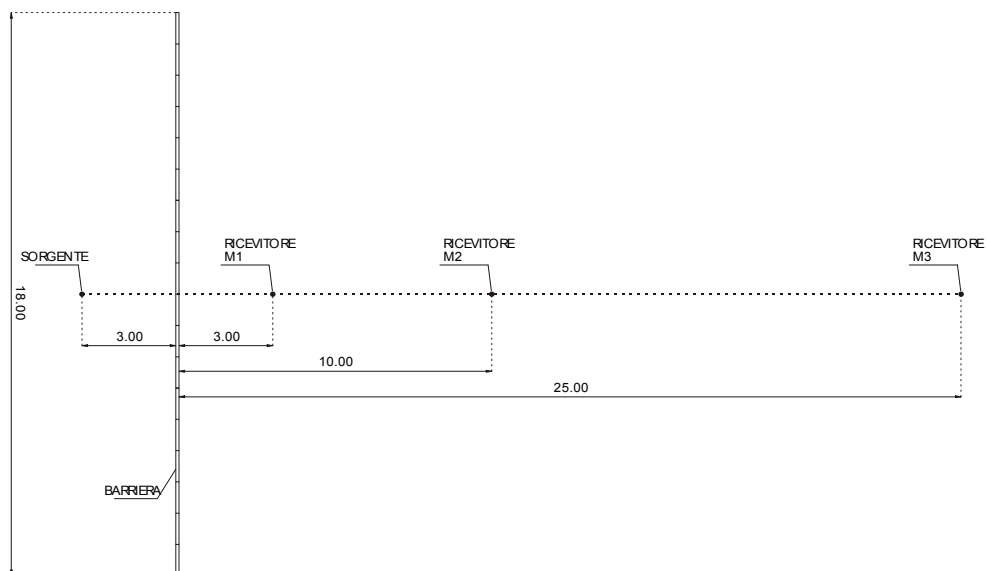 SORGENTE
RICEVITORE
M1
RICEVITORE
M2
RICEVITORE
M3
18.00
3.00
3.00
10.00
25.00
BARRIERA